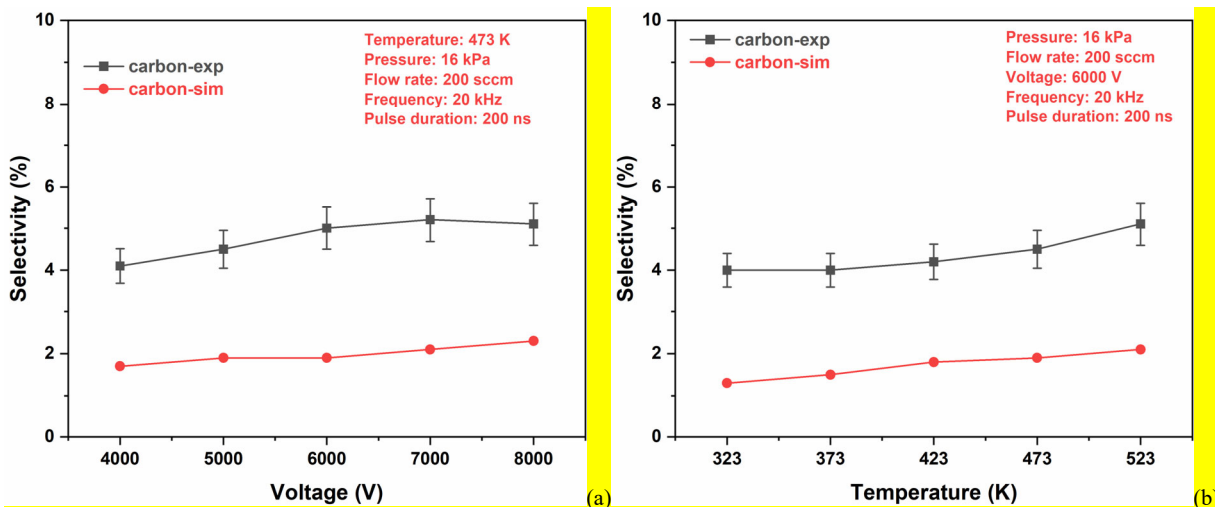 10
8
6
4
2
0
Selectivity (%)
carbon-exp
carbon-sim
Temperature: 473 K
Pressure: 16 kPa
Flow rate: 200 sccm
Frequency: 20 kHz
Pulse duration: 200 ns
4000 5000 6000 7000 8000
Voltage (V)
(a)
10
8
6
4
2
0
Selectivity (%)
carbon-exp
carbon-sim
Pressure: 16 kPa
Flow rate: 200 sccm
Voltage: 6000 V
Frequency: 20 kHz
Pulse duration: 200 ns
323 373 423 473 523
Temperature (K)
(b)